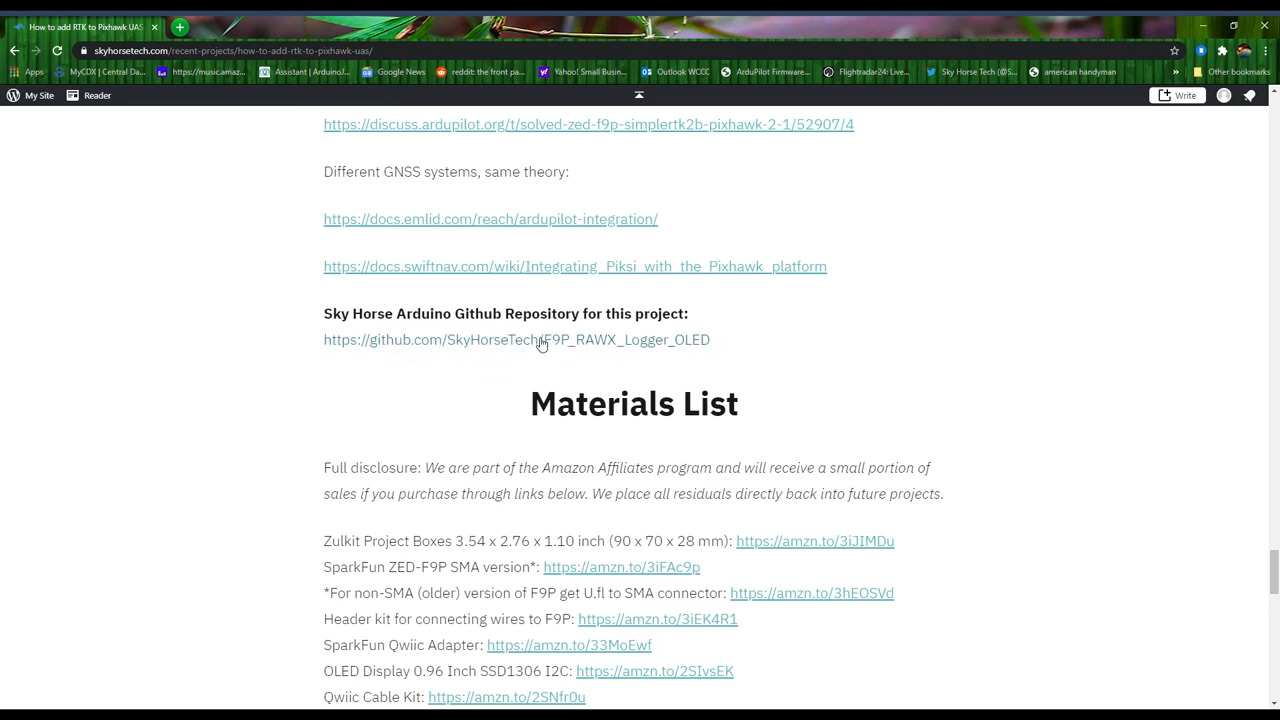 How to add RTK to Pixhawk UAS
skyhorsetech.com/recent-projects/how-to-add-rtk-to-pixhawk-uas/
Apps
MyCDX | Central Da...
https://music.amaz...
Assistant | ArduinoJ...
Google News
reddit: the front pa...
Yahoo! Small Busin...
Outlook WCCC
ArduPilot Firmware...
Flightradar24: Live...
Sky Horse Tech (@S...
american handyman
»
Other bookmarks
My Site
Reader
Write
https://discuss.ardupilot.org/t/solved-zed-f9p-simplertk2b-pixhawk-2-1/52907/4
Different GNSS systems, same theory:
https://docs.emlid.com/reach/ardupilot-integration/
https://docs.swiftnav.com/wiki/Integrating_Piksi_with_the_Pixhawk_platform
Sky Horse Arduino Github Repository for this project:
https://github.com/SkyHorseTech/F9P_RAWX_Logger_OLED
Materials List
Full disclosure: We are part of the Amazon Affiliates program and will receive a small portion of
sales if you purchase through links below. We place all residuals directly back into future projects.
Zulkit Project Boxes 3.54 x 2.76 x 1.10 inch (90 x 70 x 28 mm): https://amzn.to/3iJIMDu
SparkFun ZED-F9P SMA version*: https://amzn.to/3iFAc9p
*For non-SMA (older) version of F9P get U.fl to SMA connector: https://amzn.to/3hEOSVd
Header kit for connecting wires to F9P: https://amzn.to/3iEK4R1
SparkFun Qwiic Adapter: https://amzn.to/33MoEwf
OLED Display 0.96 Inch SSD1306 I2C: https://amzn.to/2SIvsEK
Qwiic Cable Kit: https://amzn.to/2SNfr0u